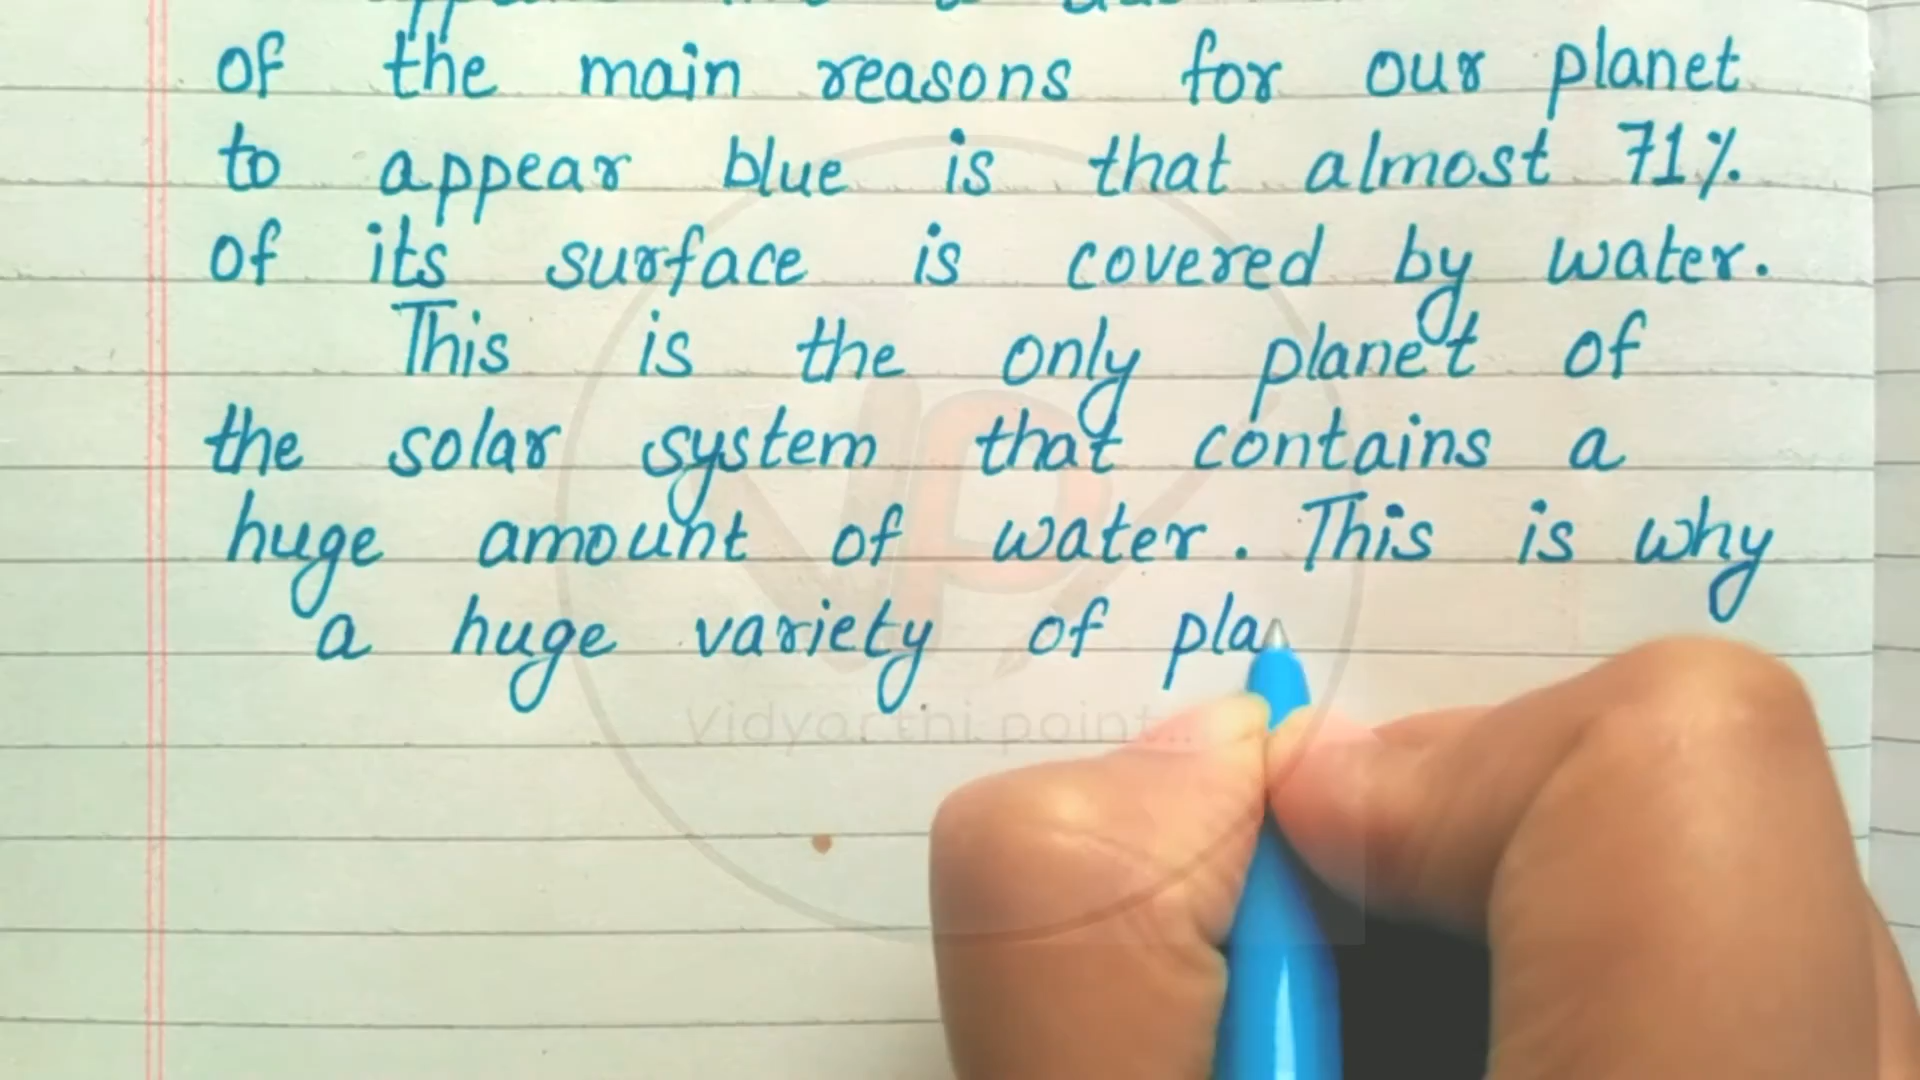 of the main reasons for our planet
to appear blue is that almost 71%
of its surface is covered by water.
This is the only planet of
the solar system that contains a
huge amount of water. This is why
a huge variety of pla
Vidyarthi point..